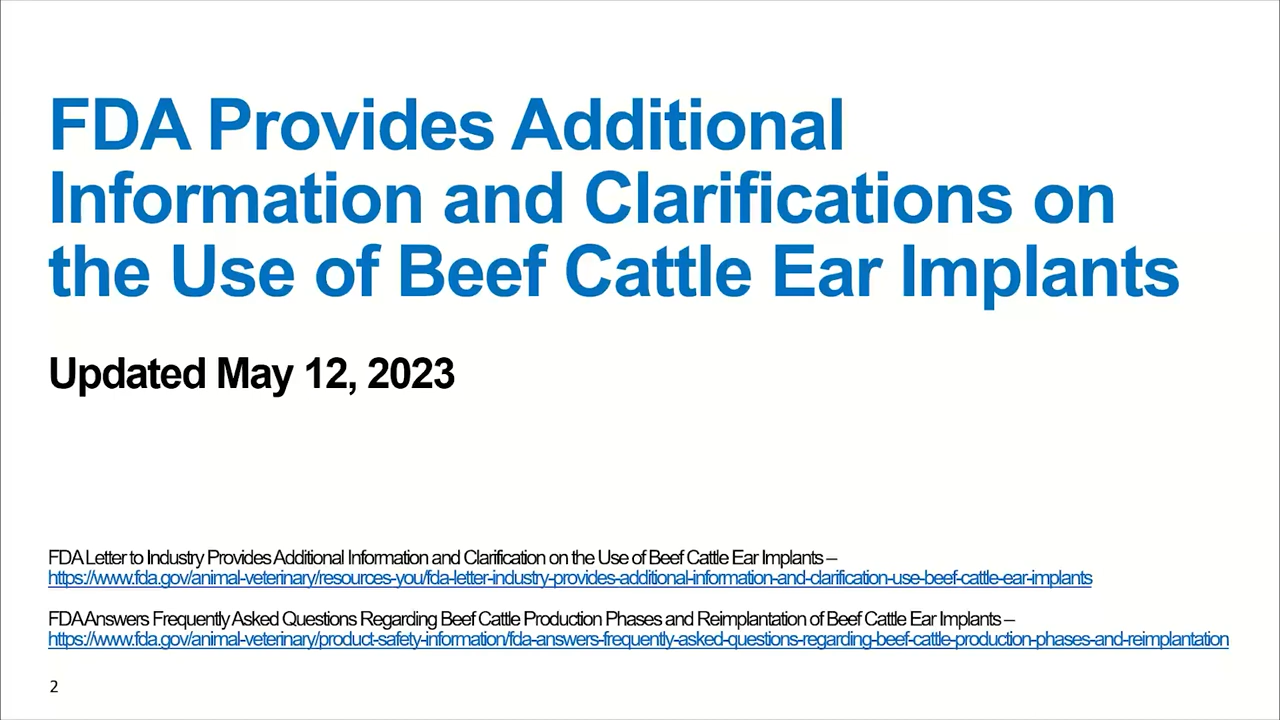 FDA Provides Additional
Information and Clarifications on
the Use of Beef Cattle Ear Implants
Updated May 12, 2023
FDA Letter to Industry Provides Additional Information and Clarification on the Use of Beef Cattle Ear Implants –
https://www.fda.gov/animal-veterinary/resources-you/fda-letter-industry-provides-additional-information-and-clarification-use-beef-cattle-ear-implants
FDA Answers Frequently Asked Questions Regarding Beef Cattle Production Phases and Reimplantation of Beef Cattle Ear Implants –
https://www.fda.gov/animal-veterinary/product-safety-information/fda-answers-frequently-asked-questions-regarding-beef-cattle-production-phases-and-reimplantation
2